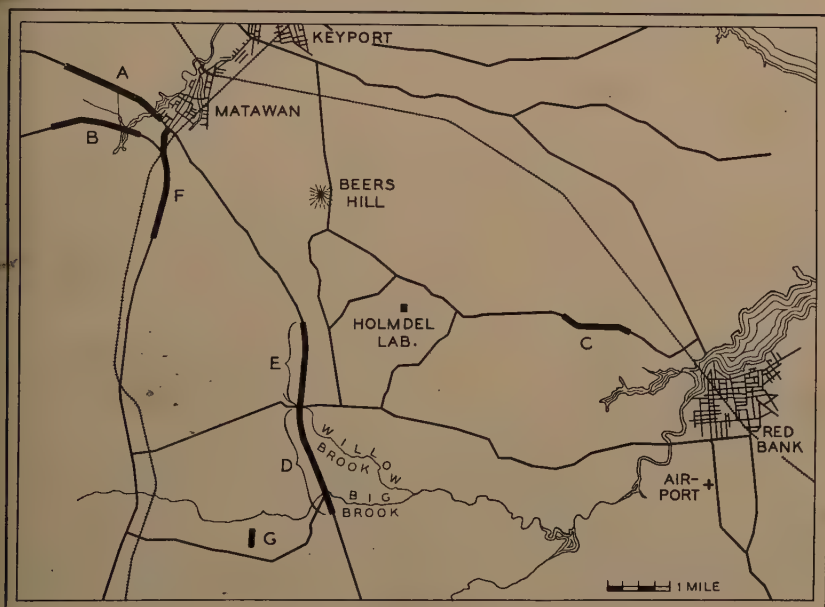 KEYPORT
A
MATAWAN
B
F
BEERS
HILL
HOLMDEL
LAB.
C
E
WILLOW
BROOK
D
BIG
BROOK
RED
BANK
AIR-
PORT
G
1 MILE